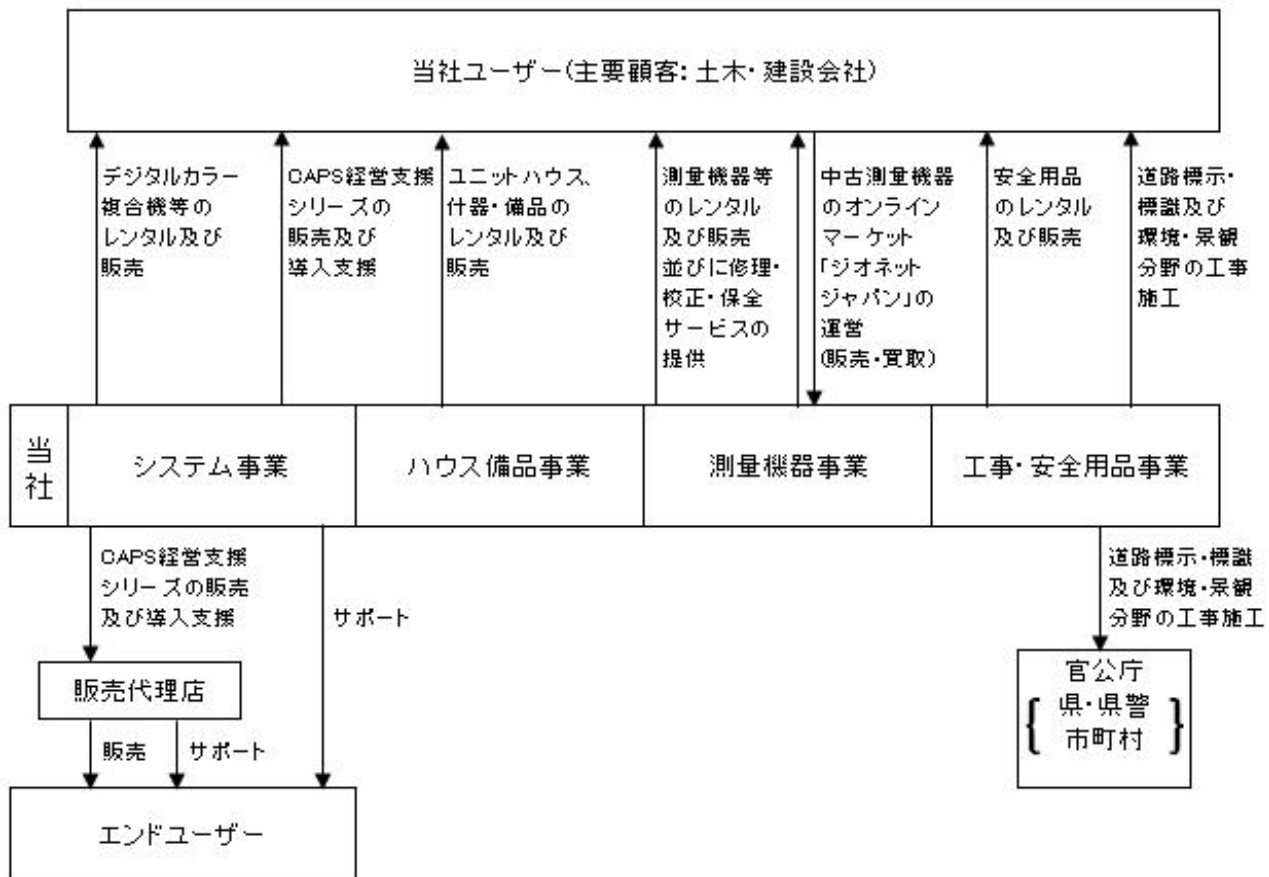 当社ユーザー(主要顧客: 土木・建設会社)
デジタルカラー
複合機等の
レンタル及び
販売
CAPS経営支援
シリーズの
販売及び
導入支援
ユニットハウス、
什器・備品の
レンタル及び
販売
測量機器等
のレンタル
及び販売
並びに修理・
校正・保全
サービスの
提供
中古測量機器
のオンライン
マーケット
「ジオネット
ジャパン」の
運営
(販売・買取)
安全用品
のレンタル
及び販売
道路標示・
標識及び
環境・景観
分野の工事
施工
当社
システム事業
ハウス備品事業
測量機器事業
工事・安全用品事業
CAPS経営支援
シリーズの販売
及び導入支援
サポート
道路標示・標識
及び環境・景観
分野の工事施工
販売代理店
販売
サポート
エンドユーザー
官公庁
県・県警
市町村